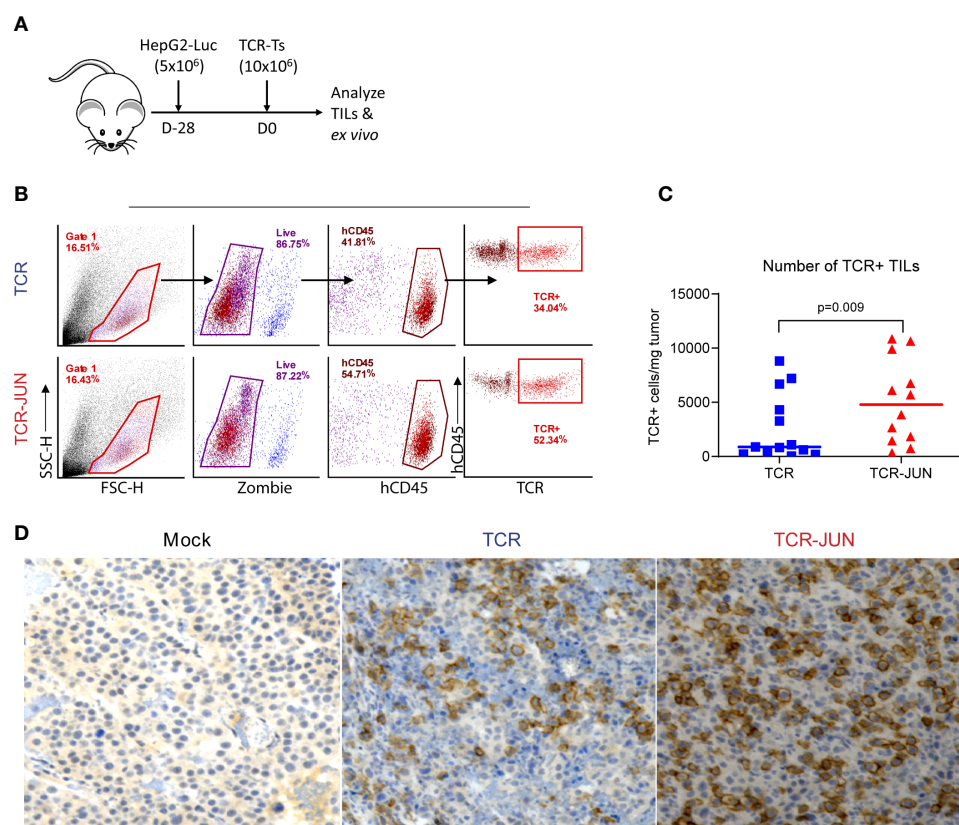 A
HepG2-Luc
(5x10⁶)
TCR-Ts
(10x10⁶)
D-28
D0
Analyze
TILs &
ex vivo
B
TCR
Gate 1
16.51%
Live
86.75%
hCD45
41.81%
TCR+
34.04%
TCR-JUN
Gate 1
16.43%
Live
87.22%
hCD45
54.71%
TCR+
52.34%
SSC-H
hCD45
FSC-H
Zombie
hCD45
TCR
C
Number of TCR+ TILs
p=0.009
TCR+ cells/mg tumor
15000
10000
5000
0
TCR
TCR-JUN
D
Mock
TCR
TCR-JUN